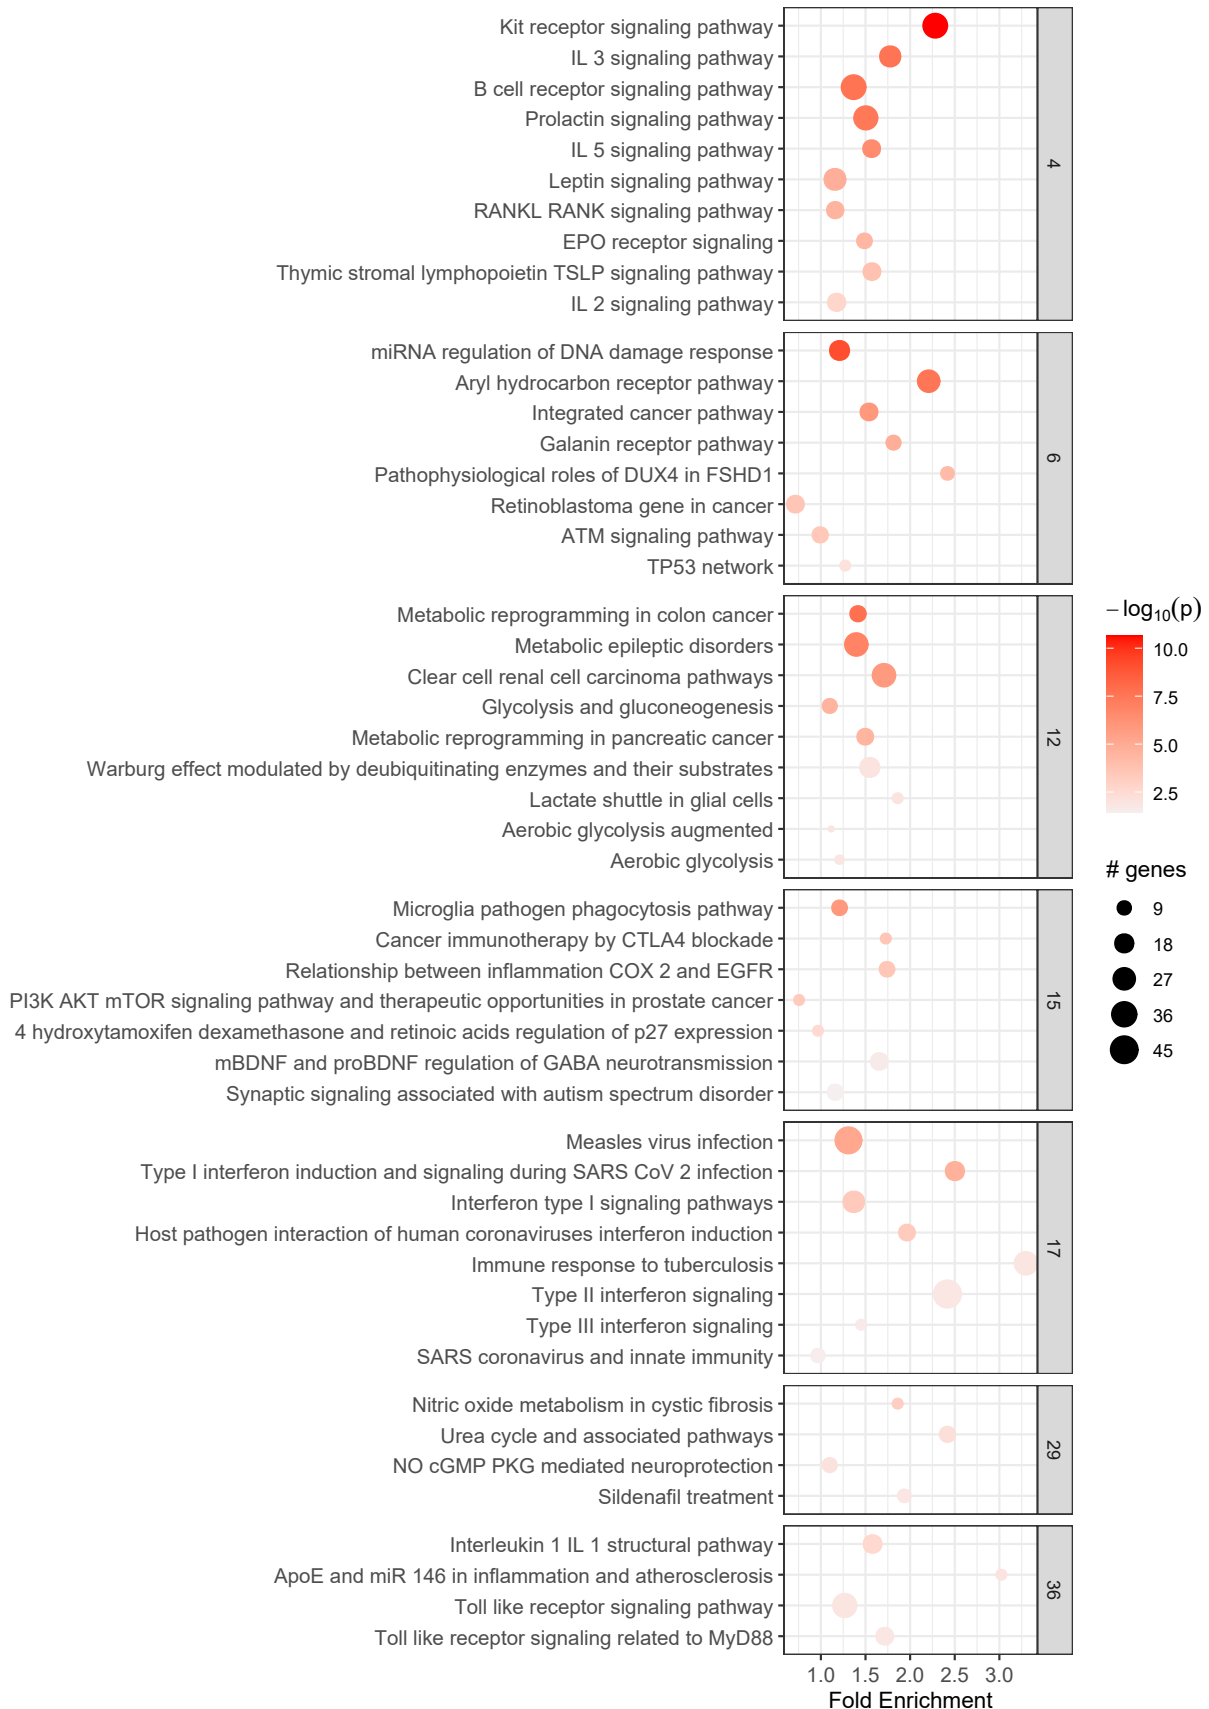 Kit receptor signaling pathway
IL 3 signaling pathway
B cell receptor signaling pathway
Prolactin signaling pathway
IL 5 signaling pathway
Leptin signaling pathway
RANKL RANK signaling pathway
EPO receptor signaling
Thymic stromal lymphopoietin TSLP signaling pathway
IL 2 signaling pathway
4
miRNA regulation of DNA damage response
Aryl hydrocarbon receptor pathway
Integrated cancer pathway
Galanin receptor pathway
Pathophysiological roles of DUX4 in FSHD1
Retinoblastoma gene in cancer
ATM signaling pathway
TP53 network
6
Metabolic reprogramming in colon cancer
Metabolic epileptic disorders
Clear cell renal cell carcinoma pathways
Glycolysis and gluconeogenesis
Metabolic reprogramming in pancreatic cancer
Warburg effect modulated by deubiquitinating enzymes and their substrates
Lactate shuttle in glial cells
Aerobic glycolysis augmented
Aerobic glycolysis
12
Microglia pathogen phagocytosis pathway
Cancer immunotherapy by CTLA4 blockade
Relationship between inflammation COX 2 and EGFR
PI3K AKT mTOR signaling pathway and therapeutic opportunities in prostate cancer
4 hydroxytamoxifen dexamethasone and retinoic acids regulation of p27 expression
mBDNF and proBDNF regulation of GABA neurotransmission
Synaptic signaling associated with autism spectrum disorder
15
Measles virus infection
Type I interferon induction and signaling during SARS CoV 2 infection
Interferon type I signaling pathways
Host pathogen interaction of human coronaviruses interferon induction
Immune response to tuberculosis
Type II interferon signaling
Type III interferon signaling
SARS coronavirus and innate immunity
17
Nitric oxide metabolism in cystic fibrosis
Urea cycle and associated pathways
NO cGMP PKG mediated neuroprotection
Sildenafil treatment
29
Interleukin 1 IL 1 structural pathway
ApoE and miR 146 in inflammation and atherosclerosis
Toll like receptor signaling pathway
Toll like receptor signaling related to MyD88
36
1.0 1.5 2.0 2.5 3.0
Fold Enrichment
−log₁₀(p)
10.0
7.5
5.0
2.5
# genes
9
18
27
36
45